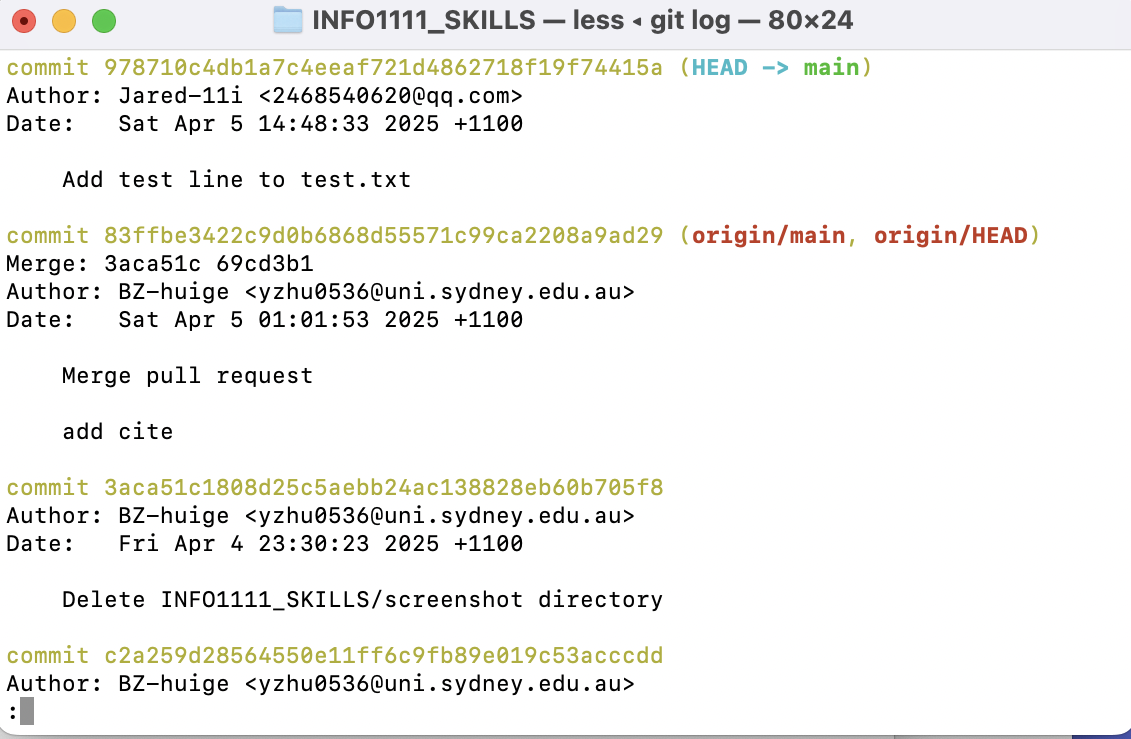 INFO1111_SKILLS — less ◂ git log — 80×24
commit 978710c4db1a7c4eeaf721d4862718f19f74415a (HEAD -> main)
Author: Jared-11i <2468540620@qq.com>
Date:   Sat Apr 5 14:48:33 2025 +1100
    Add test line to test.txt
commit 83ffbe3422c9d0b6868d55571c99ca2208a9ad29 (origin/main, origin/HEAD)
Merge: 3aca51c 69cd3b1
Author: BZ-huige <yzhu0536@uni.sydney.edu.au>
Date:   Sat Apr 5 01:01:53 2025 +1100
    Merge pull request
    add cite
commit 3aca51c1808d25c5aebb24ac138828eb60b705f8
Author: BZ-huige <yzhu0536@uni.sydney.edu.au>
Date:   Fri Apr 4 23:30:23 2025 +1100
    Delete INFO1111_SKILLS/screenshot directory
commit c2a259d28564550e11ff6c9fb89e019c53acccdd
Author: BZ-huige <yzhu0536@uni.sydney.edu.au>
: